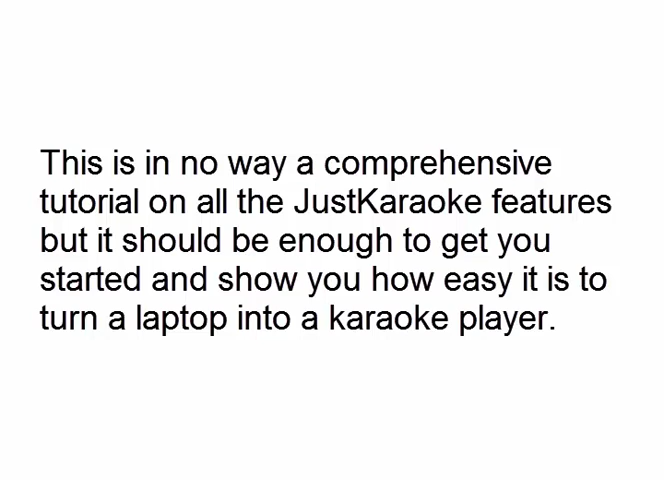 This is in no way a comprehensive
tutorial on all the JustKaraoke features
but it should be enough to get you
started and show you how easy it is to
turn a laptop into a karaoke player.